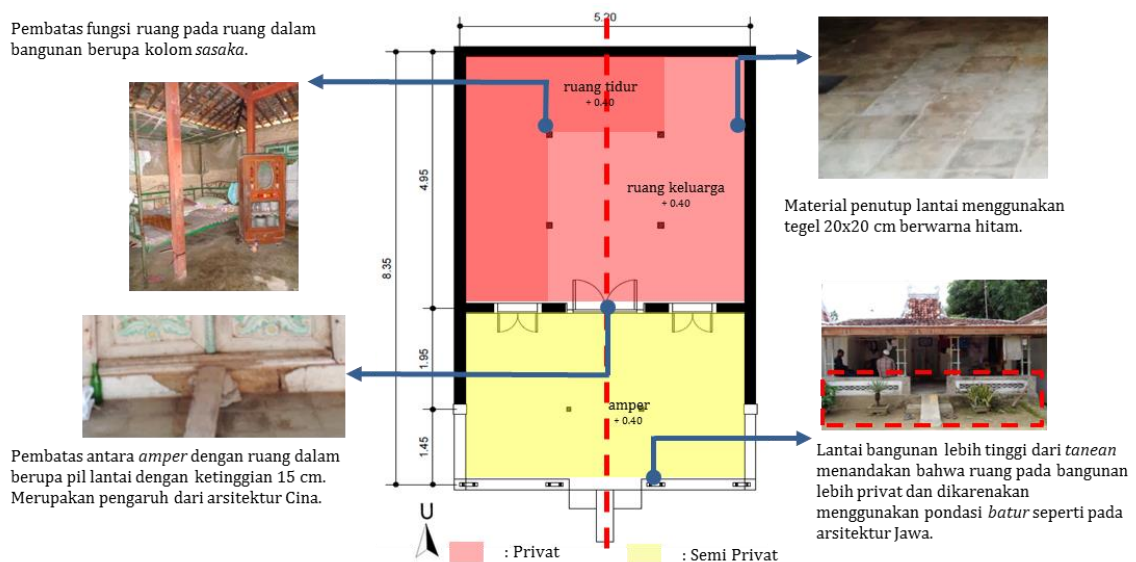 Pembatas fungsi ruang pada ruang dalam
bangunan berupa kolom sasaka.
Pembatas antara amper dengan ruang dalam
berupa pil lantai dengan ketinggian 15 cm.
Merupakan pengaruh dari arsitektur Cina.
5.20
8.35
4.95
1.95
1.45
ruang tidur
+ 0.40
ruang keluarga
+ 0.40
amper
+ 0.40
U
: Privat
: Semi Privat
Material penutup lantai menggunakan
tegel 20x20 cm berwarna hitam.
Lantai bangunan lebih tinggi dari tanean
menandakan bahwa ruang pada bangunan
lebih privat dan dikarenakan
menggunakan pondasi batur seperti pada
arsitektur Jawa.